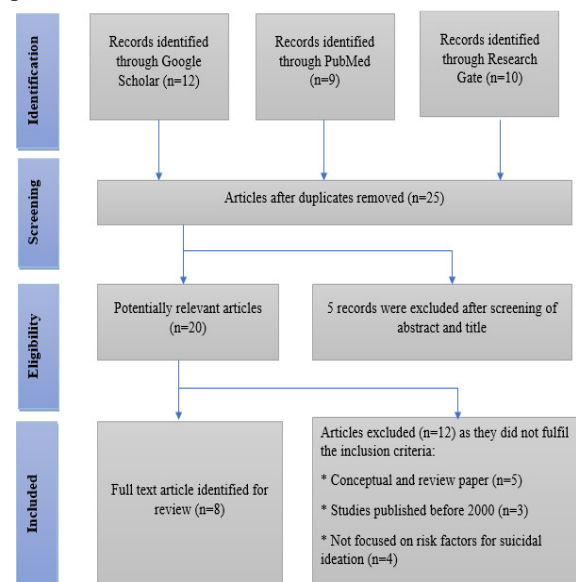 Identification
Records identified
through Google
Scholar (n=12)
Records identified
through PubMed
(n=9)
Records identified
through Research
Gate (n=10)
Screening
Articles after duplicates removed (n=25)
Eligibility
Potentially relevant articles
(n=20)
5 records were excluded after screening of
abstract and title
Included
Full text article identified for
review (n=8)
Articles excluded (n=12) as they did not fulfil
the inclusion criteria:
* Conceptual and review paper (n=5)
* Studies published before 2000 (n=3)
* Not focused on risk factors for suicidal
ideation (n=4)